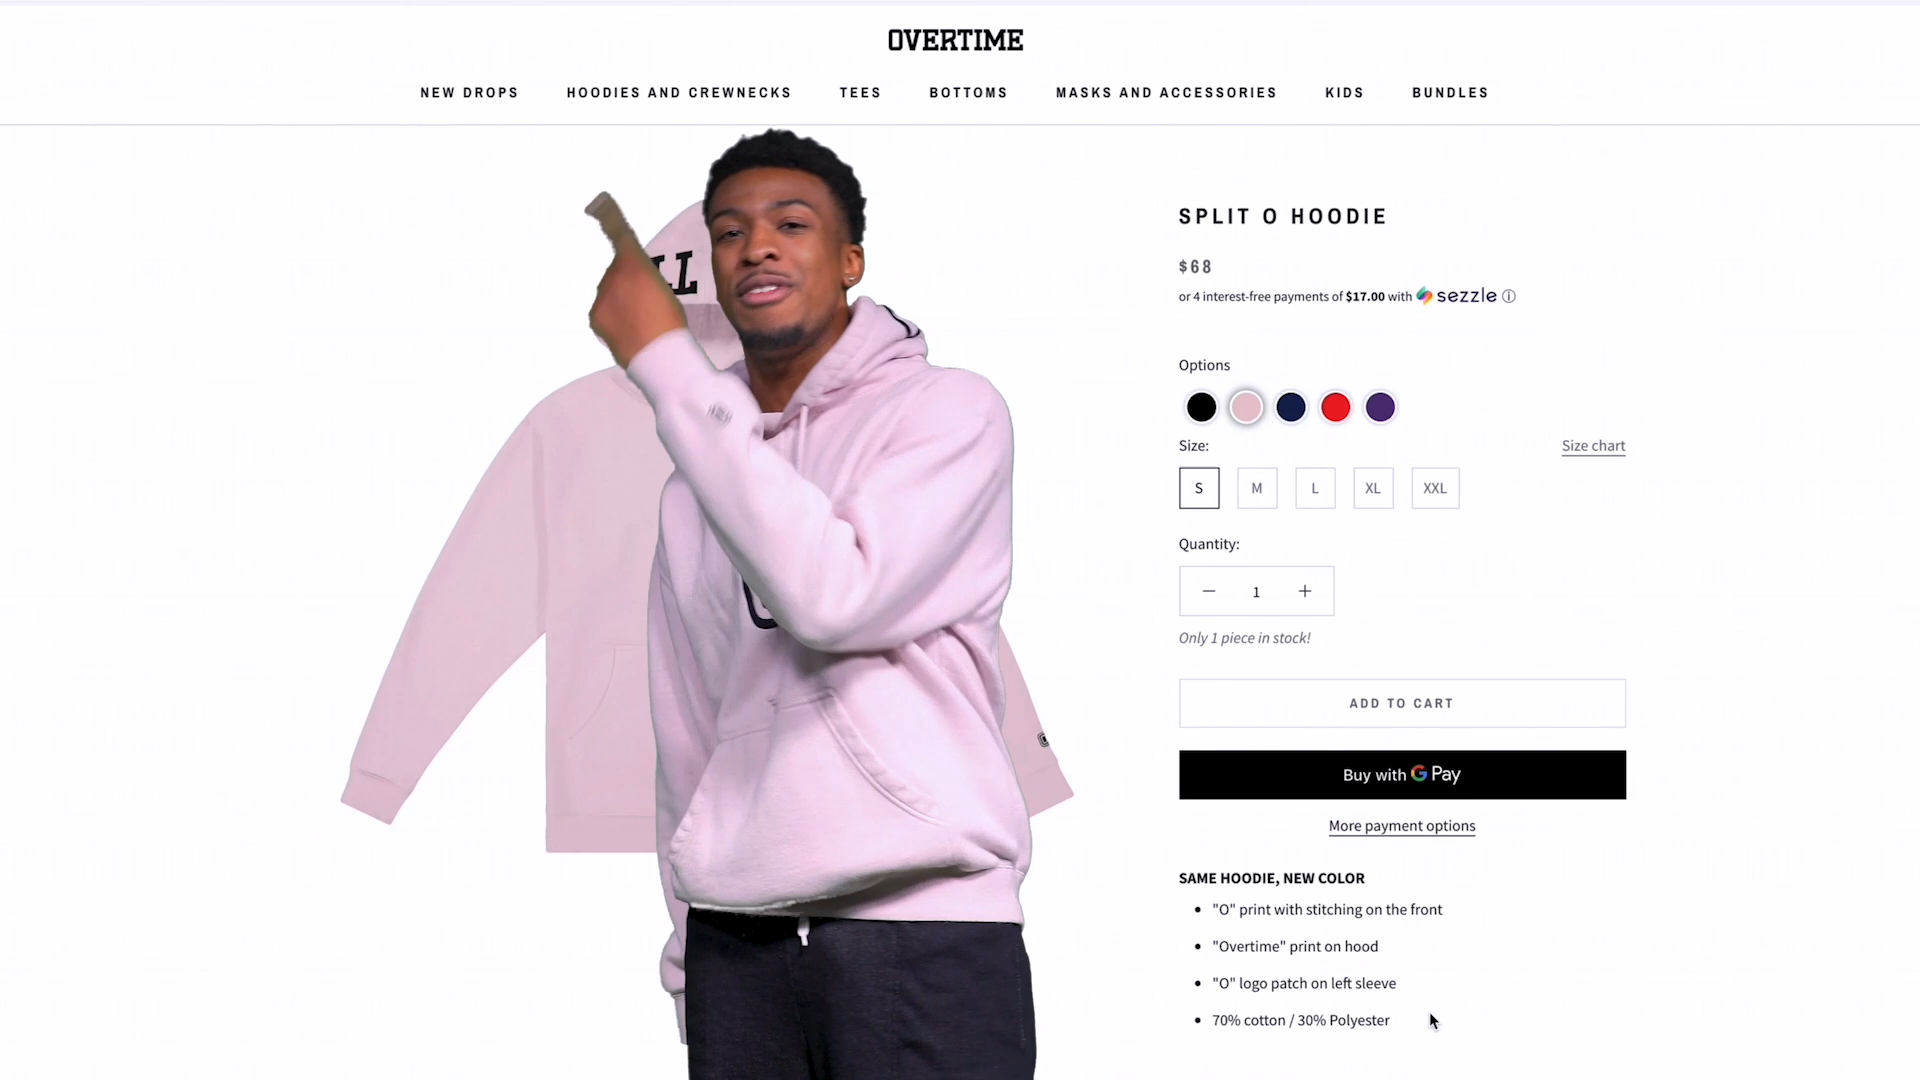 OVERTIME
NEW DROPS HOODIES AND CREWNECKS TEES BOTTOMS MASKS AND ACCESSORIES KIDS BUNDLES
SPLIT O HOODIE
$68
or 4 interest-free payments of $17.00 with sezzle
Options
Size: Size chart
S M L XL XXL
Quantity:
− 1 +
Only 1 piece in stock!
ADD TO CART
Buy with G Pay
More payment options
SAME HOODIE, NEW COLOR
• "O" print with stitching on the front
• "Overtime" print on hood
• "O" logo patch on left sleeve
• 70% cotton / 30% Polyester